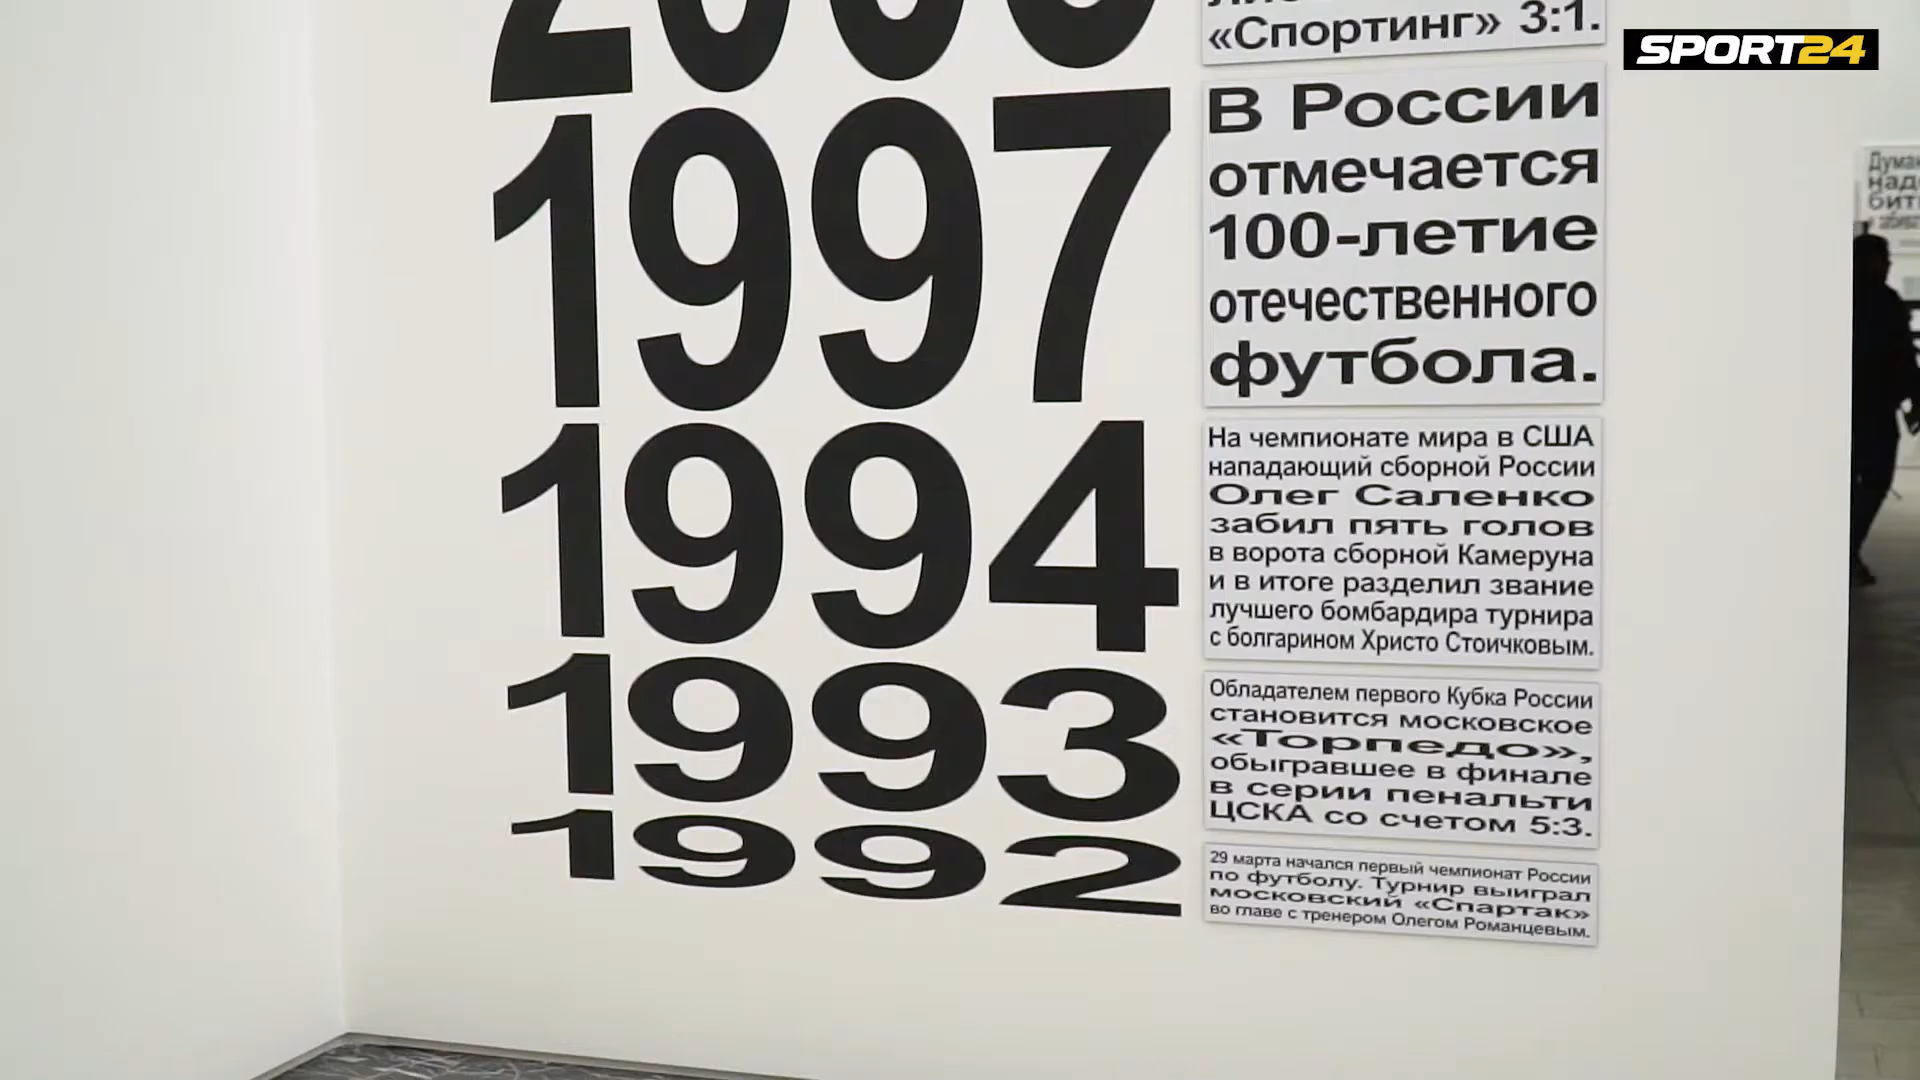 «Спортинг» 3:1.
SPORT24
1997
В России
отмечается
100-летие
отечественного
футбола.
1994
На чемпионате мира в США
нападающий сборной России
Олег Саленко
забил пять голов
в ворота сборной Камеруна
и в итоге разделил звание
лучшего бомбардира турнира
с болгарином Христо Стоичковым.
1993
Обладателем первого Кубка России
становится московское
«Торпедо»,
обыгравшее в финале
в серии пенальти
ЦСКА со счетом 5:3.
1992
29 марта начался первый чемпионат России
по футболу. Турнир выиграл
московский «Спартак»
во главе с тренером Олегом Романцевым.